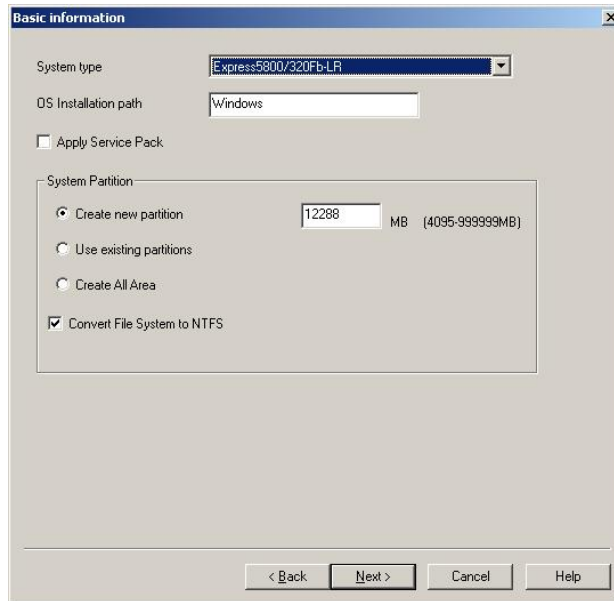 Basic information
System type
Express5800/320Fb-LR
OS Installation path
Windows
Apply Service Pack
System Partition
Create new partition
12288
MB (4095-999999MB)
Use existing partitions
Create All Area
Convert File System to NTFS
< Back
Next >
Cancel
Help